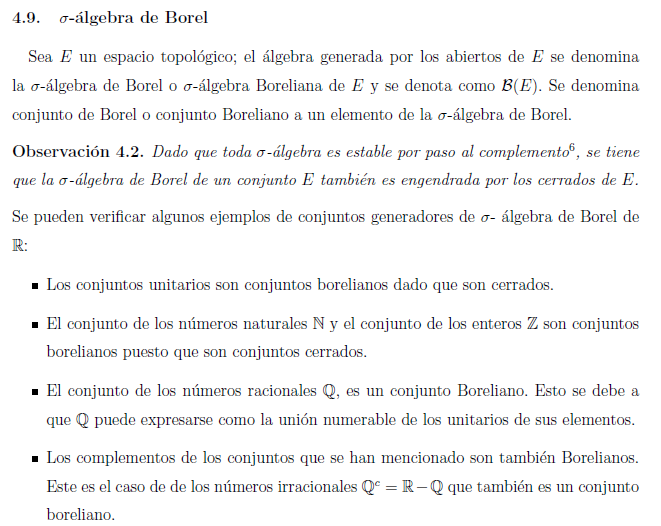 4.9. σ-álgebra de Borel
Sea E un espacio topológico; el álgebra generada por los abiertos de E se denomina
la σ-álgebra de Borel o σ-álgebra Boreliana de E y se denota como 𝓑(E). Se denomina
conjunto de Borel o conjunto Boreliano a un elemento de la σ-álgebra de Borel.
Observación 4.2. Dado que toda σ-álgebra es estable por paso al complemento⁶, se tiene
que la σ-álgebra de Borel de un conjunto E también es engendrada por los cerrados de E.
Se pueden verificar algunos ejemplos de conjuntos generadores de σ- álgebra de Borel de
ℝ:
▪ Los conjuntos unitarios son conjuntos borelianos dado que son cerrados.
▪ El conjunto de los números naturales ℕ y el conjunto de los enteros ℤ son conjuntos
borelianos puesto que son conjuntos cerrados.
▪ El conjunto de los números racionales ℚ, es un conjunto Boreliano. Esto se debe a
que ℚ puede expresarse como la unión numerable de los unitarios de sus elementos.
▪ Los complementos de los conjuntos que se han mencionado son también Borelianos.
Este es el caso de de los números irracionales ℚᶜ = ℝ − ℚ que también es un conjunto
boreliano.